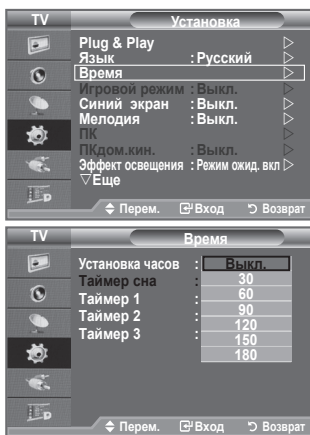 TV Установка
Plug & Play
Язык : Русский
Время
Игровой режим : Выкл.
Синий экран : Выкл.
Мелодия : Выкл.
ПК
ПКдом.кин. : Выкл.
Эффект освещения : Режим ожид. вкл
▽Еще
Перем. Вход Возврат
TV Время
Установка часов : Выкл.
Таймер сна : 30
Таймер 1 : 60
Таймер 2 : 90
Таймер 3 : 120
150
180
Перем. Вход Возврат